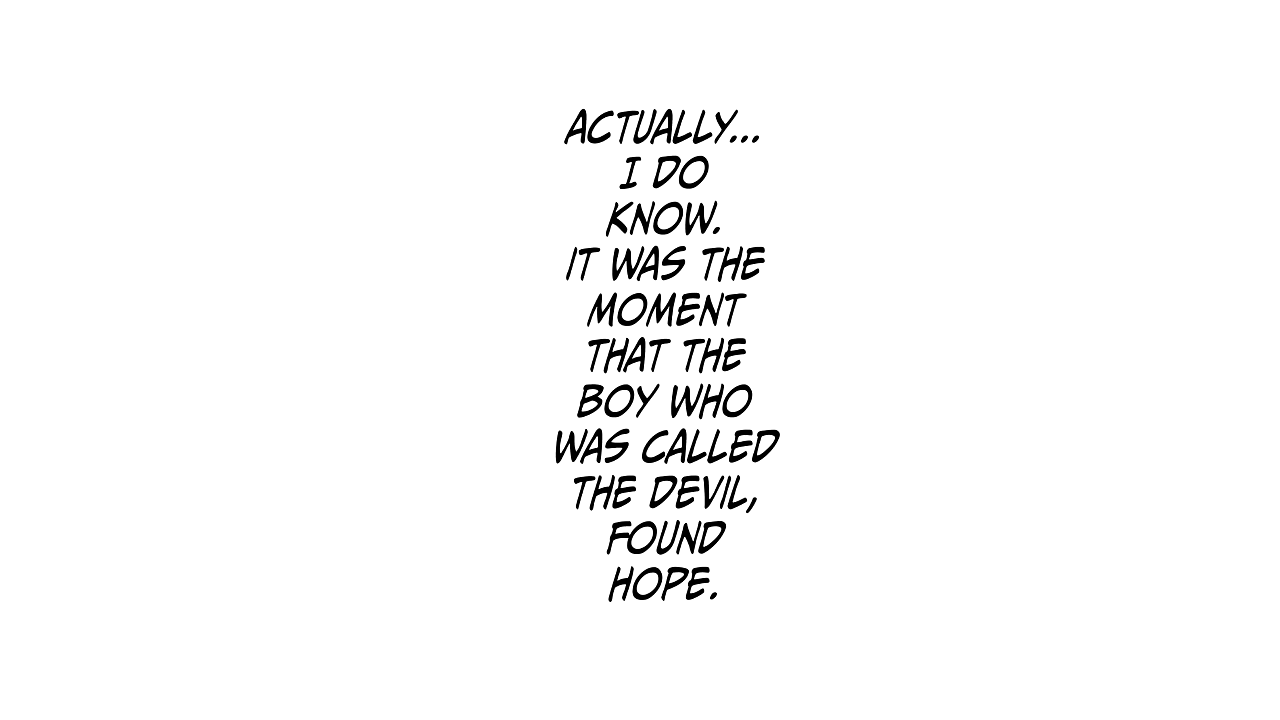 ACTUALLY...
I DO
KNOW.
IT WAS THE
MOMENT
THAT THE
BOY WHO
WAS CALLED
THE DEVIL,
FOUND
HOPE.